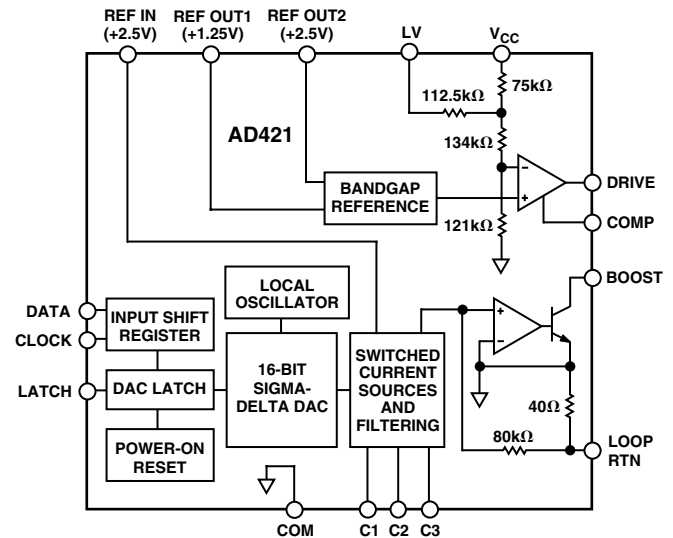 REF IN
(+2.5V)
REF OUT1
(+1.25V)
REF OUT2
(+2.5V)
LV
VCC
75kΩ
112.5kΩ
AD421
134kΩ
BANDGAP
REFERENCE
–
+
DRIVE
121kΩ
COMP
BOOST
LOCAL
OSCILLATOR
DATA
CLOCK
INPUT SHIFT
REGISTER
+
–
LATCH
DAC LATCH
16-BIT
SIGMA-
DELTA DAC
SWITCHED
CURRENT
SOURCES
AND
FILTERING
40Ω
POWER-ON
RESET
80kΩ
LOOP
RTN
COM
C1
C2
C3